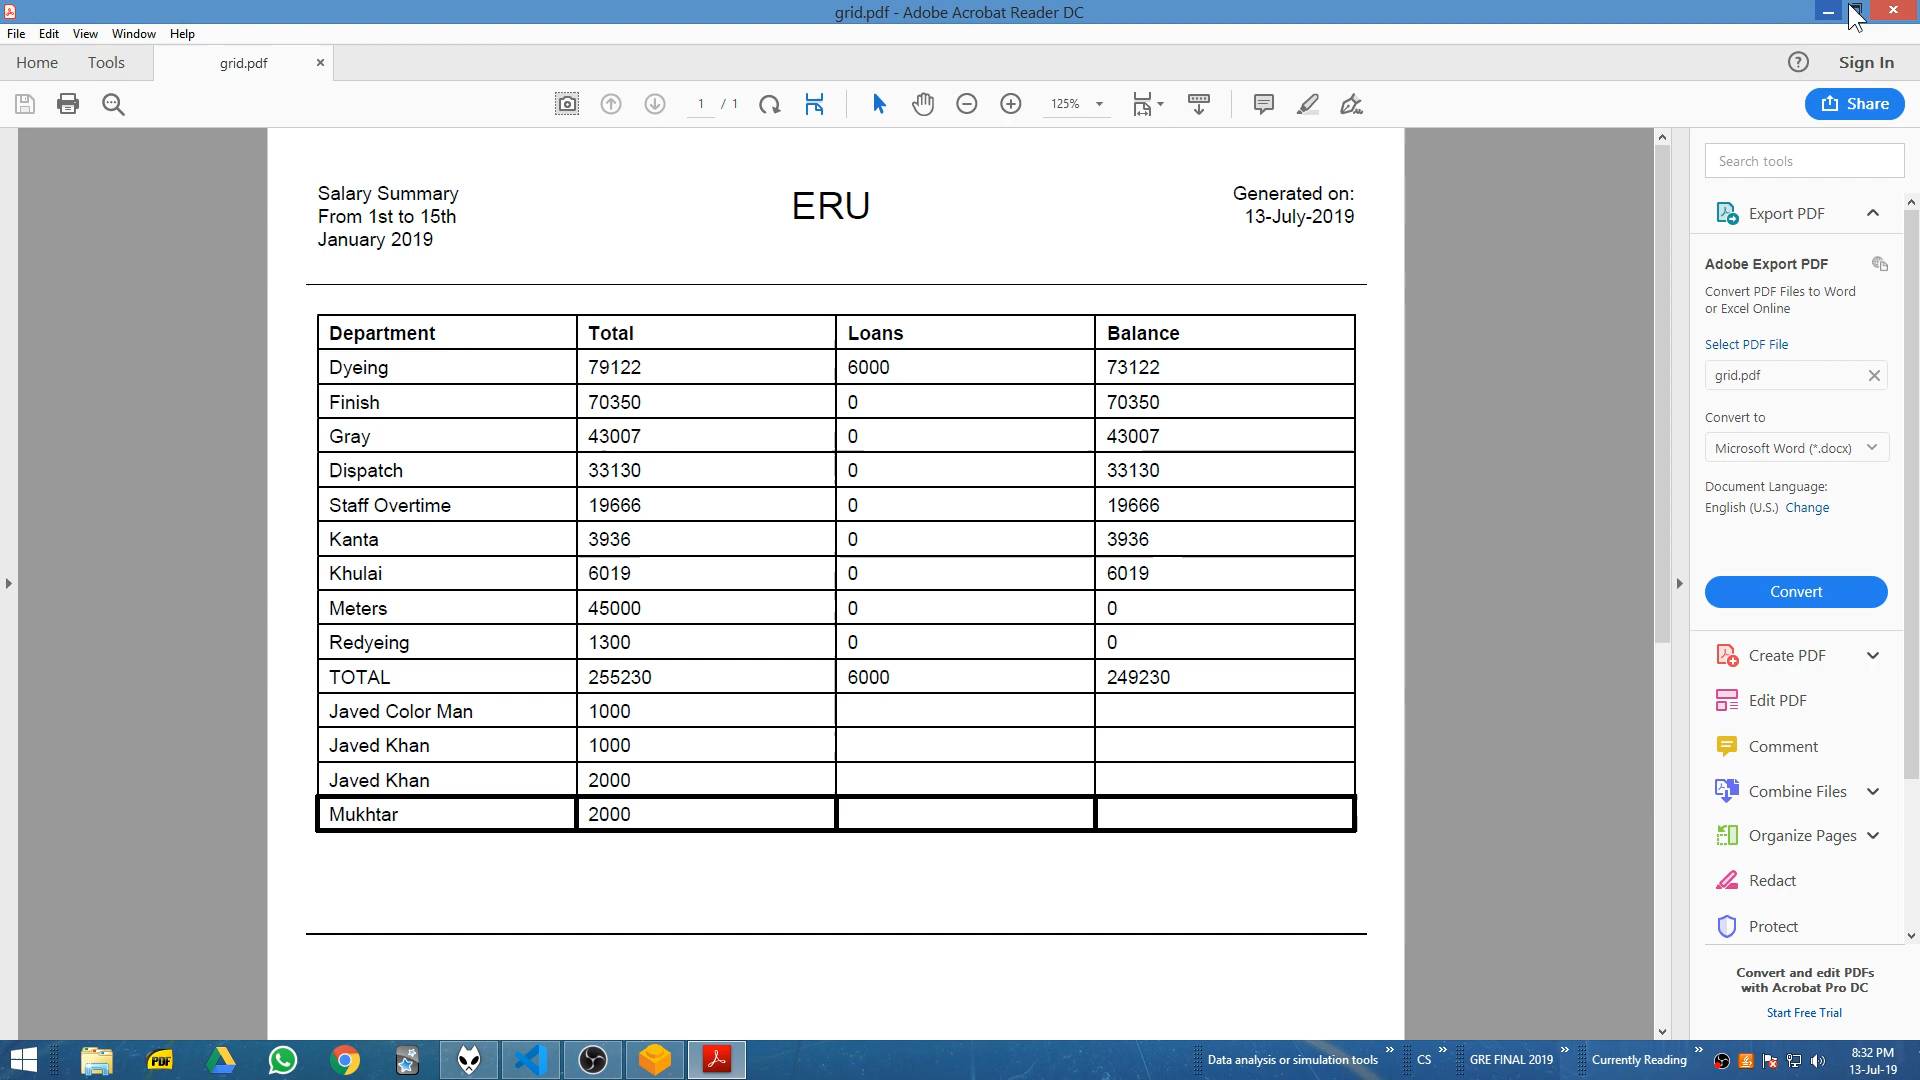 grid.pdf - Adobe Acrobat Reader DC
File Edit View Window Help
Home Tools grid.pdf Sign In
1 / 1 125% Share
Salary Summary
From 1st to 15th
January 2019
ERU
Generated on:
13-July-2019
Department Total Loans Balance
Dyeing 79122 6000 73122
Finish 70350 0 70350
Gray 43007 0 43007
Dispatch 33130 0 33130
Staff Overtime 19666 0 19666
Kanta 3936 0 3936
Khulai 6019 0 6019
Meters 45000 0 0
Redyeing 1300 0 0
TOTAL 255230 6000 249230
Javed Color Man 1000
Javed Khan 1000
Javed Khan 2000
Mukhtar 2000
Search tools
Export PDF
Adobe Export PDF
Convert PDF Files to Word
or Excel Online
Select PDF File
grid.pdf
Convert to
Microsoft Word (*.docx)
Document Language:
English (U.S.) Change
Convert
Create PDF
Edit PDF
Comment
Combine Files
Organize Pages
Redact
Protect
Convert and edit PDFs
with Acrobat Pro DC
Start Free Trial
PDF
Data analysis or simulation tools » CS » GRE FINAL 2019 » Currently Reading »
8:32 PM
13-Jul-19